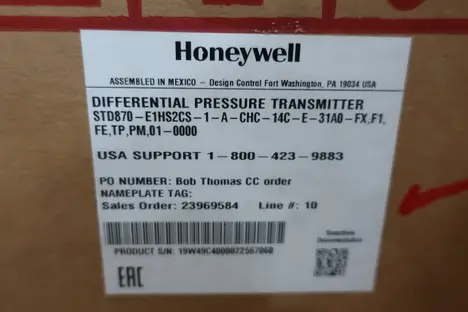 Honeywell
ASSEMBLED IN MEXICO - Design Control Fort Washington, PA 19034 USA
DIFFERENTIAL PRESSURE TRANSMITTER
STD870-E1HS2CS-1-A-CHC-14C-E-31A0-FX,F1,
FE,TP,PM,01-0000
USA SUPPORT 1-800-423-9883
PO NUMBER: Bob Thomas CC order
NAMEPLATE TAG:
Sales Order: 23969584 Line #: 10
PRODUCT S/N: 19W49C4000022567060
EAC